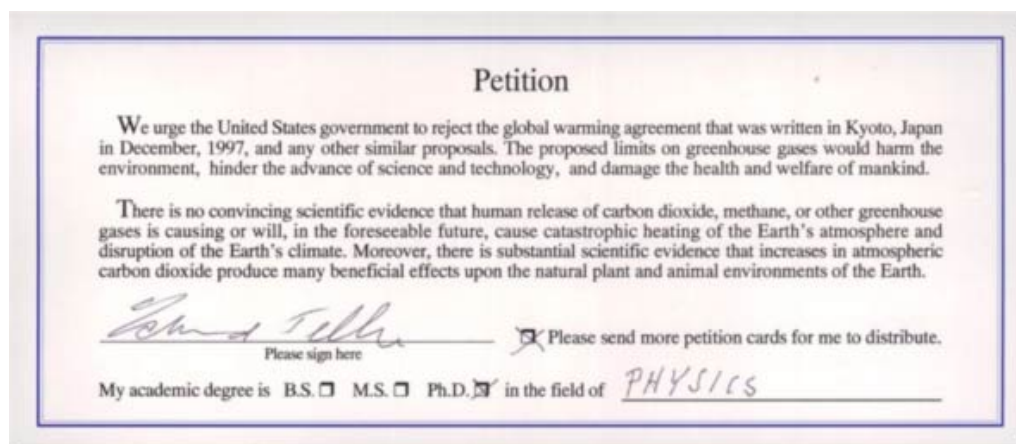 Petition
We urge the United States government to reject the global warming agreement that was written in Kyoto, Japan
in December, 1997, and any other similar proposals. The proposed limits on greenhouse gases would harm the
environment, hinder the advance of science and technology, and damage the health and welfare of mankind.
There is no convincing scientific evidence that human release of carbon dioxide, methane, or other greenhouse
gases is causing or will, in the foreseeable future, cause catastrophic heating of the Earth's atmosphere and
disruption of the Earth's climate. Moreover, there is substantial scientific evidence that increases in atmospheric
carbon dioxide produce many beneficial effects upon the natural plant and animal environments of the Earth.
Edward Teller
Please send more petition cards for me to distribute.
Please sign here
My academic degree is B.S. M.S. Ph.D. in the field of PHYSICS